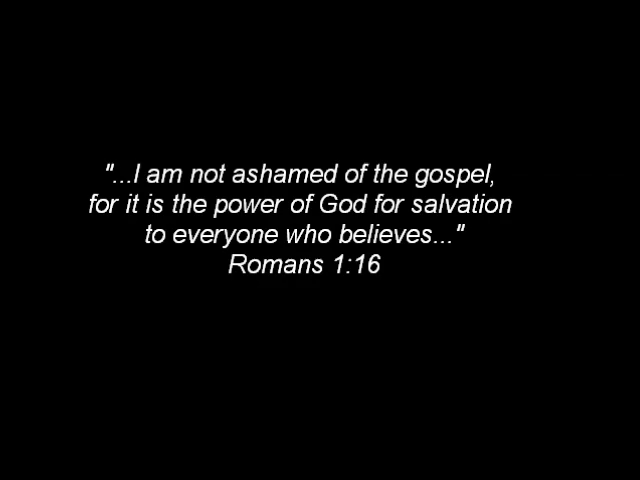 "...I am not ashamed of the gospel,
for it is the power of God for salvation
to everyone who believes..."
Romans 1:16